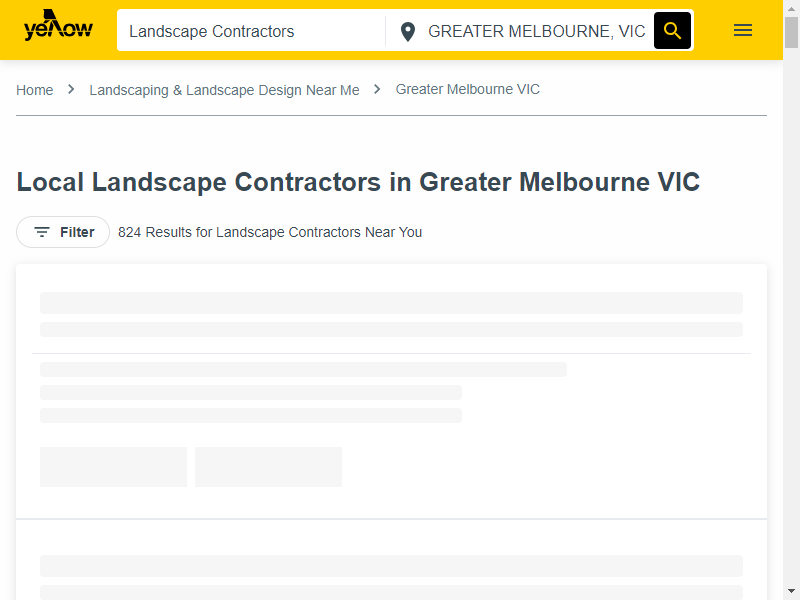 yellow
Landscape Contractors
GREATER MELBOURNE, VIC
Home
Landscaping & Landscape Design Near Me
Greater Melbourne VIC
Local Landscape Contractors in Greater Melbourne VIC
Filter
824 Results for Landscape Contractors Near You